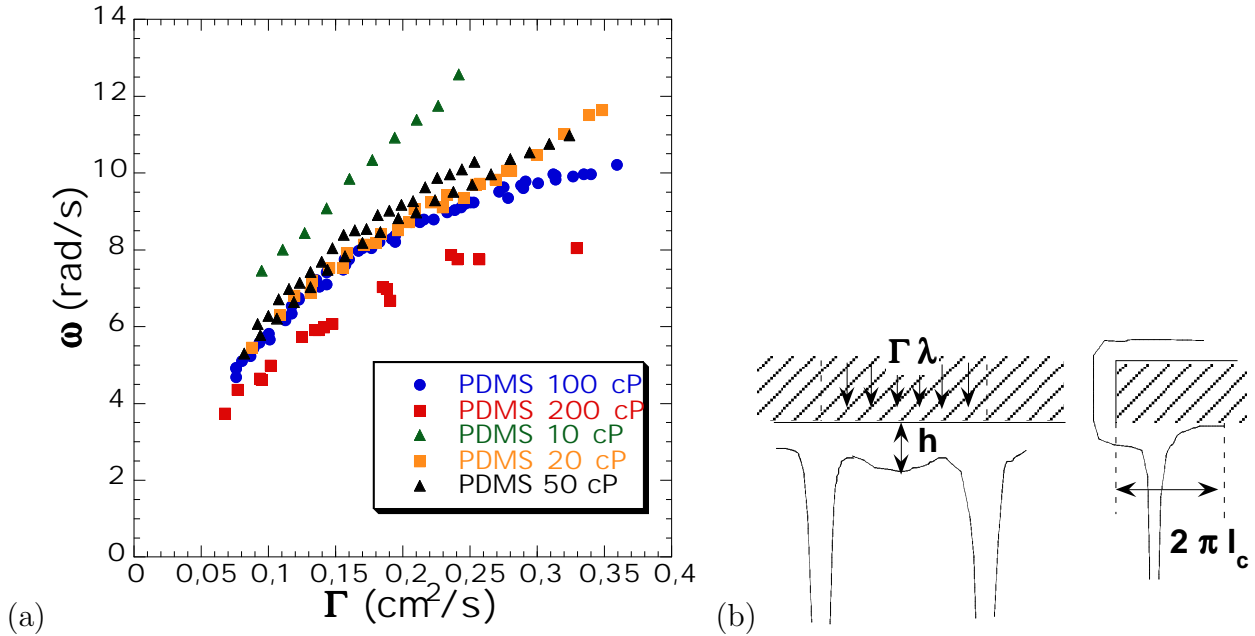 14
12
10
8
6
4
2
0
ω (rad/s)
PDMS 100 cP
PDMS 200 cP
PDMS 10 cP
PDMS 20 cP
PDMS 50 cP
0 0,05 0,1 0,15 0,2 0,25 0,3 0,35 0,4
Γ (cm²/s)
(a)
Γ λ
h
2 π l_c
(b)